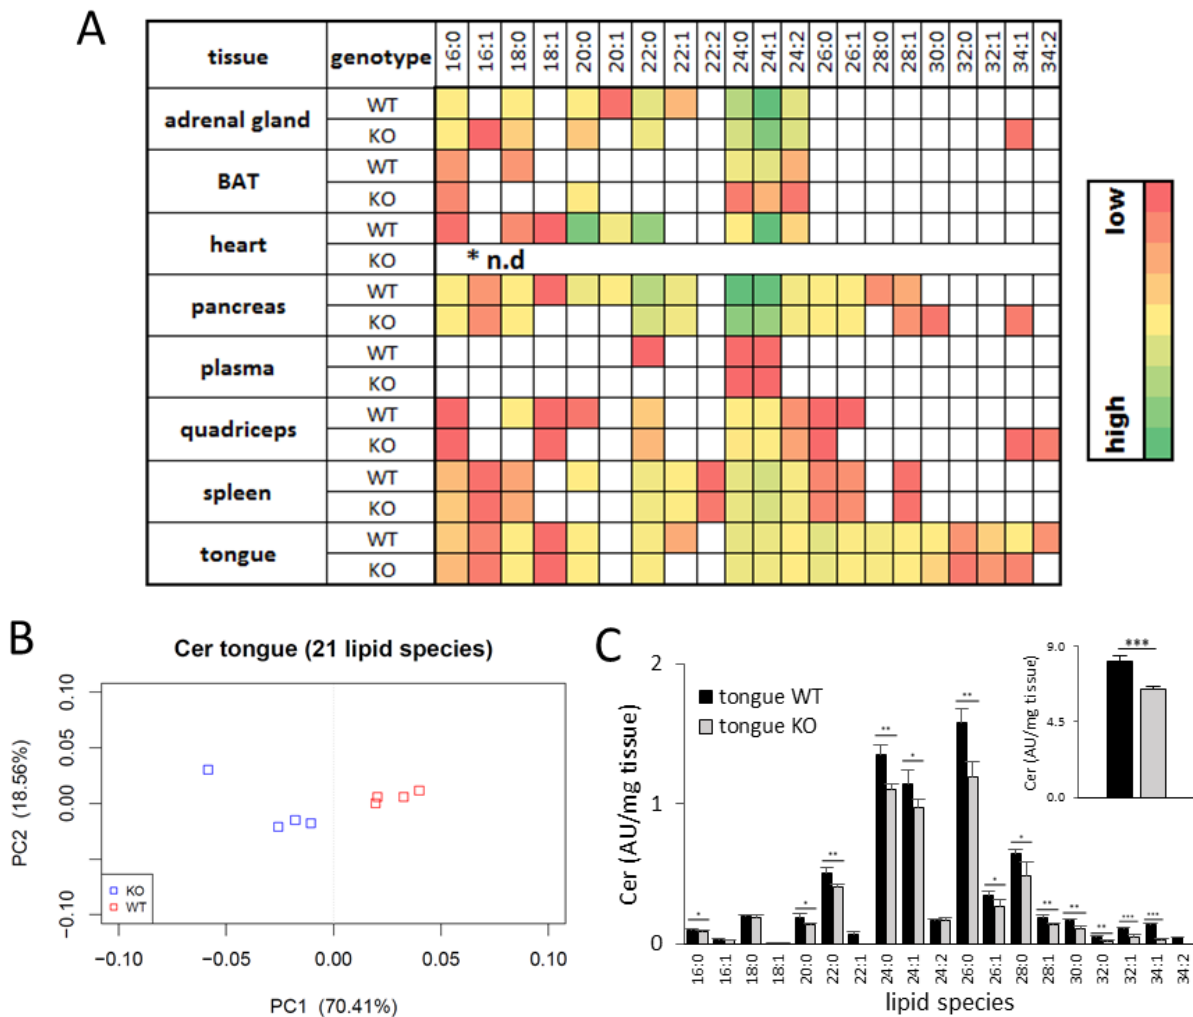 A
tissue genotype 16:0 16:1 18:0 18:1 20:0 20:1 22:0 22:1 22:2 24:0 24:1 24:2 26:0 26:1 28:0 28:1 30:0 32:0 32:1 34:1 34:2
adrenal gland WT
KO
BAT WT
KO
heart WT
KO * n.d
pancreas WT
KO
plasma WT
KO
quadriceps WT
KO
spleen WT
KO
tongue WT
KO
low
high
B
Cer tongue (21 lipid species)
PC2 (18.56%)
0.10
0.05
0.00
−0.10
KO
WT
−0.10 −0.05 0.00 0.05 0.10
PC1 (70.41%)
C
Cer (AU/mg tissue)
2
1
0
tongue WT
tongue KO
* * ** ** * ** * * ** ** ** *** ***
16:0 16:1 18:0 18:1 20:0 22:0 22:1 24:0 24:1 24:2 26:0 26:1 28:0 28:1 30:0 32:0 32:1 34:1 34:2
lipid species
Cer (AU/mg tissue)
9.0
4.5
0.0
***